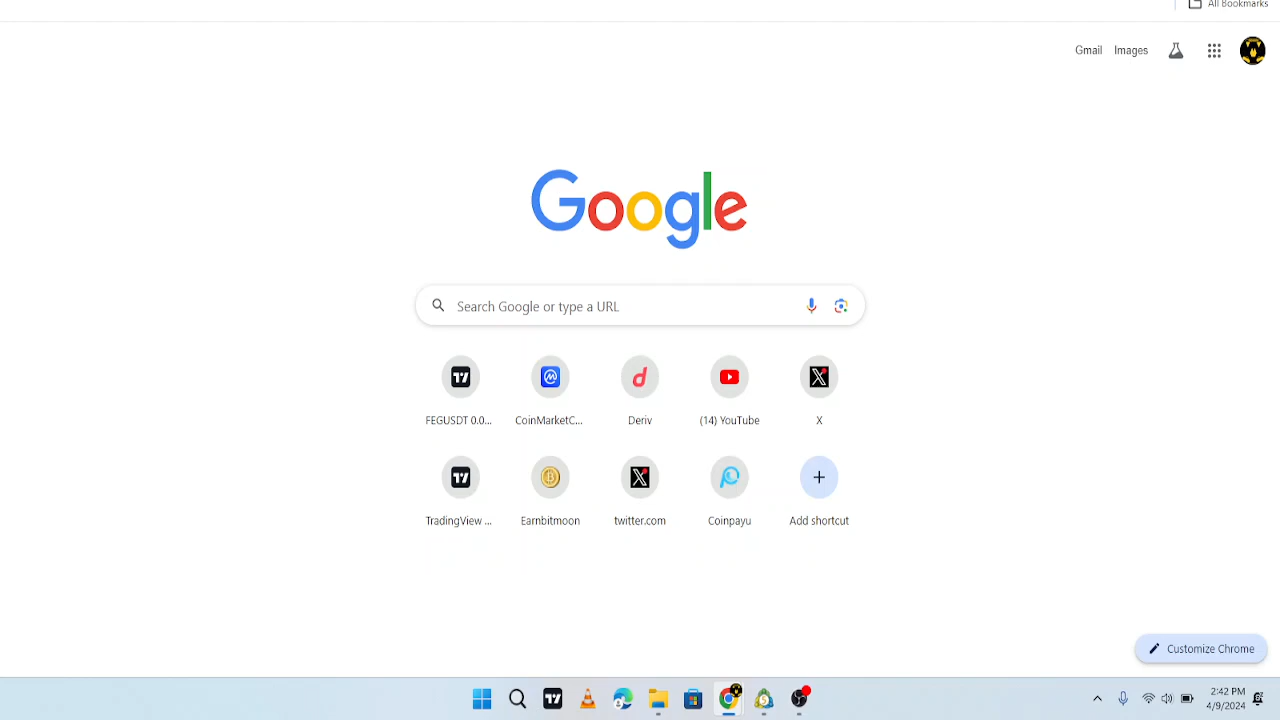 All Bookmarks
Gmail Images
Google
Search Google or type a URL
FEGUSDT 0.0... CoinMarketC... Deriv (14) YouTube X
TradingView ... Earnbitmoon twitter.com Coinpayu Add shortcut
Customize Chrome
2:42 PM
4/9/2024